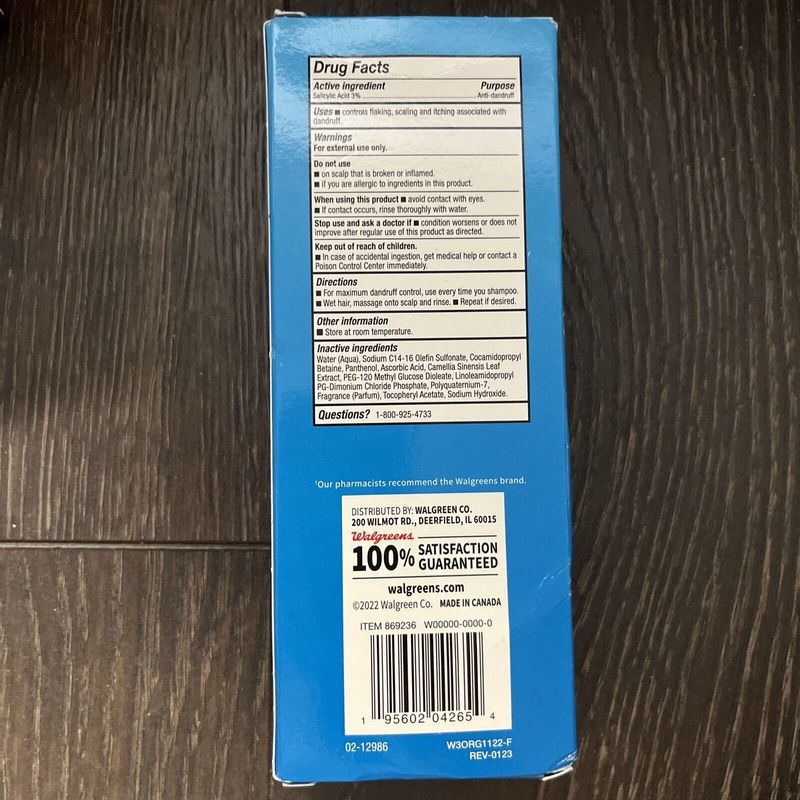 Drug Facts
Active ingredient Purpose
Salicylic Acid 3% ........ Anti-dandruff
Uses ■ controls flaking, scaling and itching associated with
dandruff.
Warnings
For external use only.
Do not use
■ on scalp that is broken or inflamed.
■ if you are allergic to ingredients in this product.
When using this product ■ avoid contact with eyes.
■ If contact occurs, rinse thoroughly with water.
Stop use and ask a doctor if ■ condition worsens or does not
improve after regular use of this product as directed.
Keep out of reach of children.
■ In case of accidental ingestion, get medical help or contact a
Poison Control Center immediately.
Directions
■ For maximum dandruff control, use every time you shampoo.
■ Wet hair, massage onto scalp and rinse. ■ Repeat if desired.
Other information
■ Store at room temperature.
Inactive ingredients
Water (Aqua), Sodium C14-16 Olefin Sulfonate, Cocamidopropyl
Betaine, Panthenol, Ascorbic Acid, Camellia Sinensis Leaf
Extract, PEG-120 Methyl Glucose Dioleate, Linoleamidopropyl
PG-Dimonium Chloride Phosphate, Polyquaternium-7,
Fragrance (Parfum), Tocopheryl Acetate, Sodium Hydroxide.
Questions? 1-800-925-4733
†Our pharmacists recommend the Walgreens brand.
DISTRIBUTED BY: WALGREEN CO.
200 WILMOT RD., DEERFIELD, IL 60015
Walgreens
100% SATISFACTION
GUARANTEED
walgreens.com
©2022 Walgreen Co. MADE IN CANADA
ITEM 869236 W00000-0000-0
1 95602 04265 4
02-12986 W3ORG1122-F
REV-0123